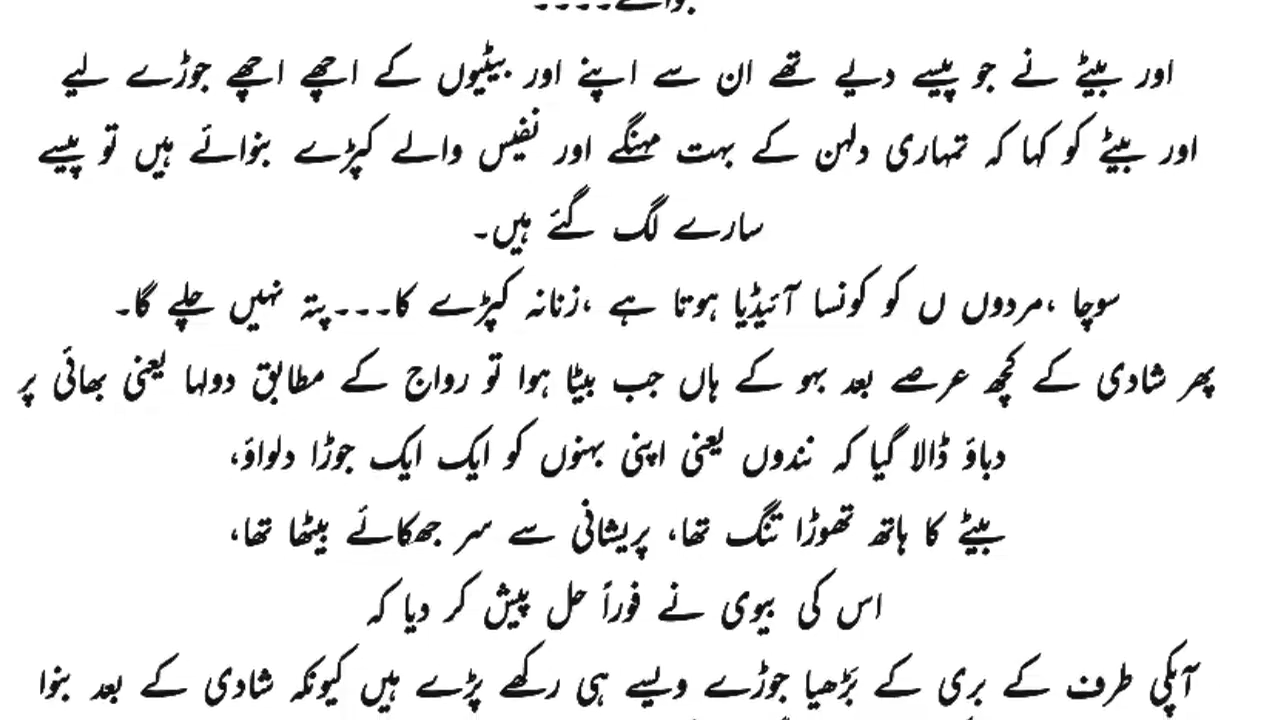 اور بیٹے نے جو پیسے دیے تھے ان سے اپنے اور بیٹیوں کے اچھے اچھے جوڑے لیے
اور بیٹے کو کہا کہ تمہاری دلہن کے بہت مہنگے اور نفیس والے کپڑے بنوائے ہیں تو پیسے
سارے لگ گئے ہیں۔
سوچا ،مردوں ں کو کونسا آئیڈیا ہوتا ہے ،زنانہ کپڑے کا۔۔۔پتہ نہیں چلے گا۔
پھر شادی کے کچھ عرصے بعد بہو کے ہاں جب بیٹا ہوا تو رواج کے مطابق دولہا یعنی بھائی پر
دباؤ ڈالا گیا کہ نندوں یعنی اپنی بہنوں کو ایک ایک جوڑا دلواؤ،
بیٹے کا ہاتھ تھوڑا تنگ تھا، پریشانی سے سر جھکائے بیٹھا تھا،
اس کی بیوی نے فوراً حل پیش کر دیا کہ
آپکی طرف کے بری کے بڑھیا جوڑے ویسے ہی رکھے پڑے ہیں کیونکہ شادی کے بعد بنوا